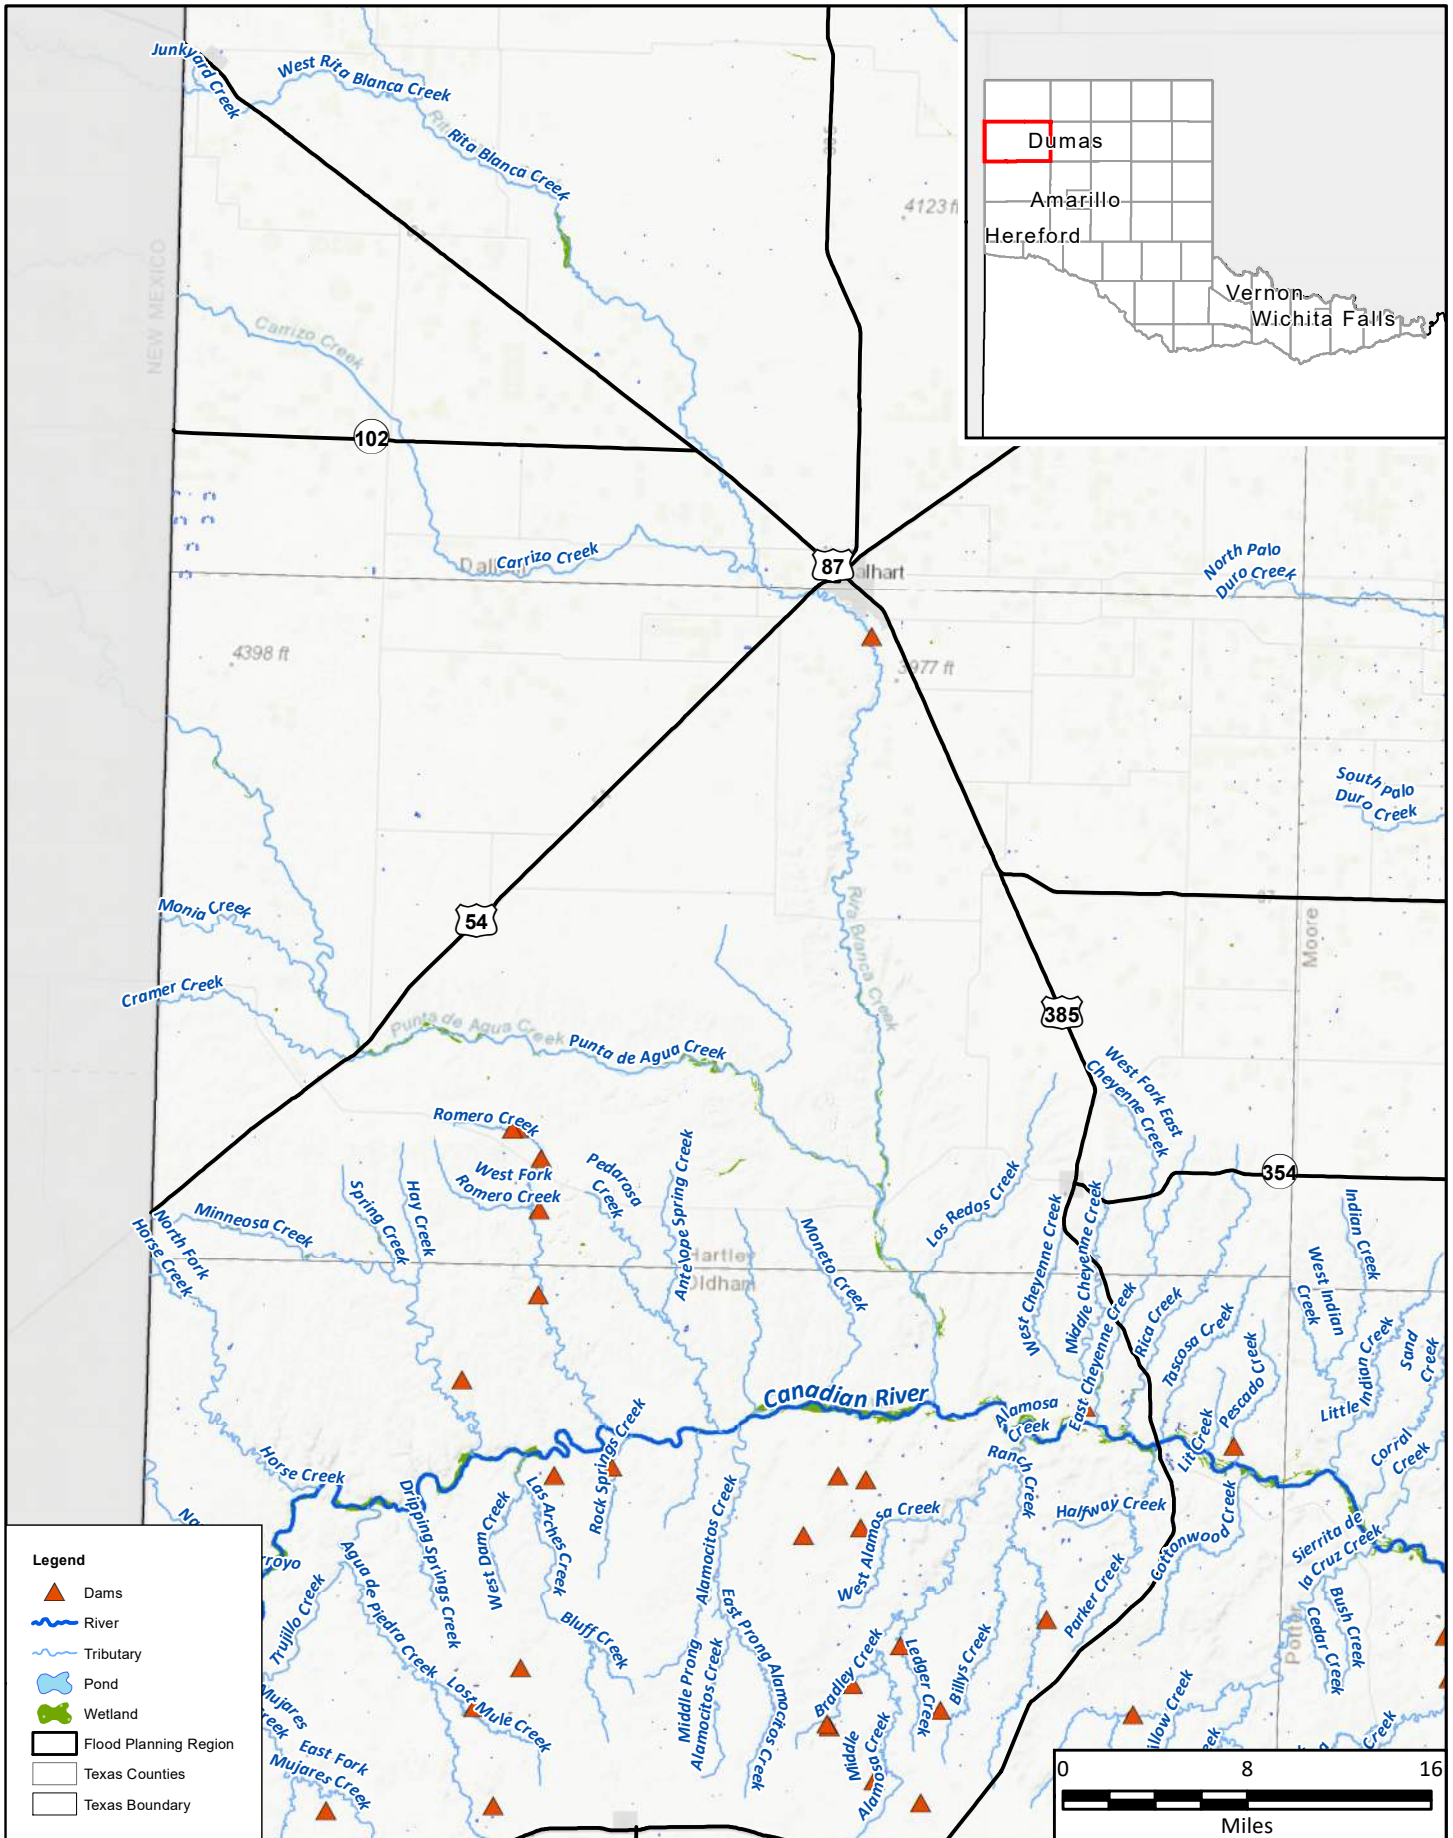 Junkyard Creek
West Rita Blanca Creek
Rita Blanca Creek
4123 ft
Dumas
Amarillo
Hereford
Vernon
Wichita Falls
NEW MEXICO
Carrizo Creek
102
Carrizo Creek
87
alhart
North Palo
Duro Creek
4398 ft
3977 ft
South Palo
Duro Creek
Monia Creek
54
Rita Blanca Creek
Moore
Cramer Creek
385
Punta de Agua Creek
Punta de Agua Creek
West Fork East
Cheyenne Creek
Romero Creek
West Fork
Romero Creek
Pedarosa
Creek
Antelope Spring Creek
354
Spring Creek
Hay Creek
Minneosa Creek
North Fork
Horse Creek
Los Redos Creek
Moneto Creek
Hartley
Oldham
West Cheyenne Creek
Middle Cheyenne Creek
East Cheyenne Creek
Rica Creek
Tascosa Creek
Pescado Creek
Indian Creek
West Indian
Creek
Little Indian Creek
Sand
Creek
Canadian River
Alamosa
Creek
Corral
Creek
Horse Creek
Dripping Springs Creek
West Dam Creek
Las Arches Creek
Rock Springs Creek
Alamocitos Creek
West Alamosa Creek
Ranch Creek
Halfway Creek
Lit Creek
Cottonwood Creek
Sierrita de
la Cruz Creek
Trujillo Creek
Agua de Piedra Creek
Bluff Creek
Middle Prong
Alamocitos Creek
East Prong Alamocitos Creek
Bradley Creek
Ledger Creek
Billys Creek
Parker Creek
Cedar Creek
Bush Creek
Potter
Lost Mule Creek
Mujares
East Fork
Mujares Creek
Middle
Alamosa Creek
illow Creek
Creek
Legend
Dams
River
Tributary
Pond
Wetland
Flood Planning Region
Texas Counties
Texas Boundary
0 8 16
Miles